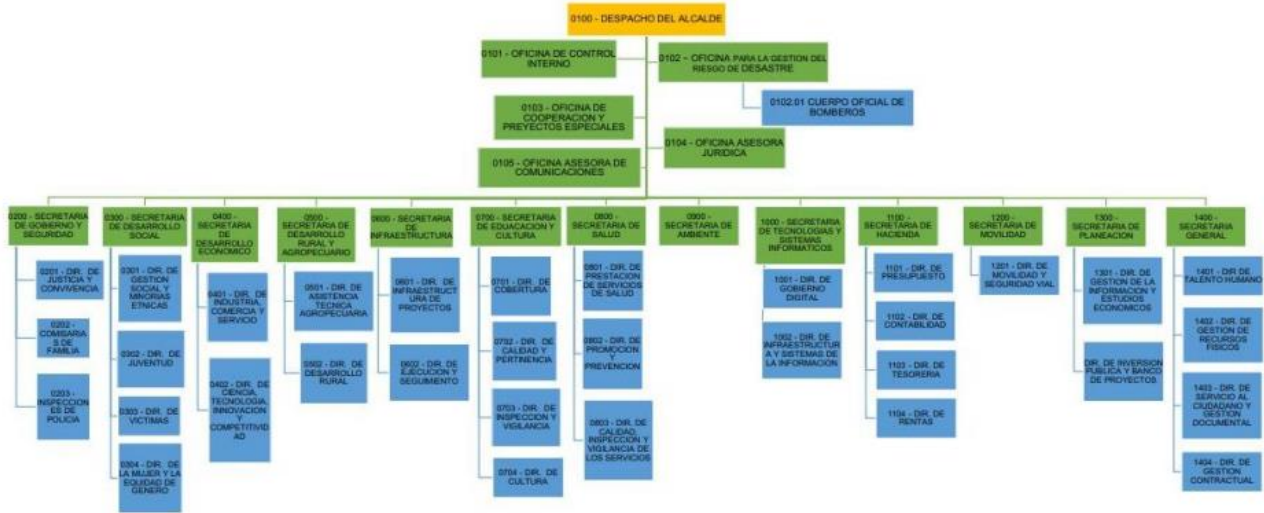 0100 - DESPACHO DEL ALCALDE
0101 - OFICINA DE CONTROL
INTERNO
0102 - OFICINA PARA LA GESTION DEL
RIESGO DE DESASTRE
0102.01 CUERPO OFICIAL DE
BOMBEROS
0103 - OFICINA DE
COOPERACION Y
PREYECTOS ESPECIALES
0104 - OFICINA ASESORA
JURIDICA
0105 - OFICINA ASESORA DE
COMUNICACIONES
0200 - SECRETARIA
DE GOBIERNO Y
SEGURIDAD
0201 - DIR. DE
JUSTICIA Y
CONVIVENCIA
0202 -
COMISARIA
S DE
FAMILIA
0203 -
INSPECCION
ES DE
POLICIA
0300 - SECRETARIA
DE DESARROLLO
SOCIAL
0301 - DIR. DE
GESTION
SOCIAL Y
MINORIAS
ETNICAS
0302 - DIR. DE
JUVENTUD
0303 - DIR. DE
VICTIMAS
0304 - DIR. DE
LA MUJER Y LA
EQUIDAD DE
GENERO
0400 -
SECRETARIA
DE
DESARROLLO
ECONOMICO
0401 - DIR. DE
INDUSTRIA,
COMERCIA Y
SERVICIO
0402 - DIR. DE
CIENCIA,
TECNOLOGIA,
INNOVACION
Y
COMPETITIVID
AD
0500 -
SECRETARIA DE
DESARROLLO
RURAL Y
AGROPECUARIO
0501 - DIR. DE
ASISTENCIA
TECNICA
AGROPECUARIA
0502 - DIR. DE
DESARROLLO
RURAL
0600 - SECRETARIA
DE
INFRAESTRUCTURA
0601 - DIR. DE
INFRAESTRUC
TURA DE
PROYECTOS
0602 - DIR. DE
EJECUCION Y
SEGUIMIENTO
0700 - SECRETARIA
DE EDUACACION Y
CULTURA
0701 - DIR. DE
COBERTURA
0702 - DIR. DE
CALIDAD Y
PERTINENCIA
0703 - DIR. DE
INSPECCION Y
VIGILANCIA
0704 - DIR. DE
CULTURA
0800 -
SECRETARIA DE
SALUD
0801 - DIR. DE
PRESTACION
DE SERVICIOS
DE SALUD
0802 - DIR. DE
PROMOCION Y
PREVENCION
0803 - DIR. DE
CALIDAD,
INSPECCION Y
VIGILANCIA DE
LOS SERVICIOS
0900 -
SECRETARIA DE
AMBIENTE
1000 - SECRETARIA
DE TECNOLOGIAS Y
SISTEMAS
INFORMATICOS
1001 - DIR. DE
GOBIERNO
DIGITAL
1002 - DIR. DE
INFRAESTRUCTUR
A Y SISTEMAS DE
LA INFORMACION
1100 -
SECRETARIA DE
HACIENDA
1101 - DIR. DE
PRESUPUESTO
1102 - DIR. DE
CONTABILIDAD
1103 - DIR. DE
TESORERIA
1104 - DIR. DE
RENTAS
1200 -
SECRETARIA DE
MOVILIDAD
1201 - DIR. DE
MOVILIDAD Y
SEGURIDAD VIAL
1300 -
SECRETARIA DE
PLANEACION
1301 - DIR. DE
GESTION DE LA
INFORMACION Y
ESTUDIOS
ECONOMICOS
DIR. DE INVERSION
PUBLICA Y BANCO
DE PROYECTOS.
1400 -
SECRETARIA
GENERAL
1401 - DIR DE
TALENTO HUMANO
1402 - DIR. DE
GESTION DE
RECURSOS
FISICOS
1403 - DIR. DE
SERVICIO AL
CIUDADANO Y
GESTION
DOCUMENTAL
1404 - DIR. DE
GESTION
CONTRACTUAL